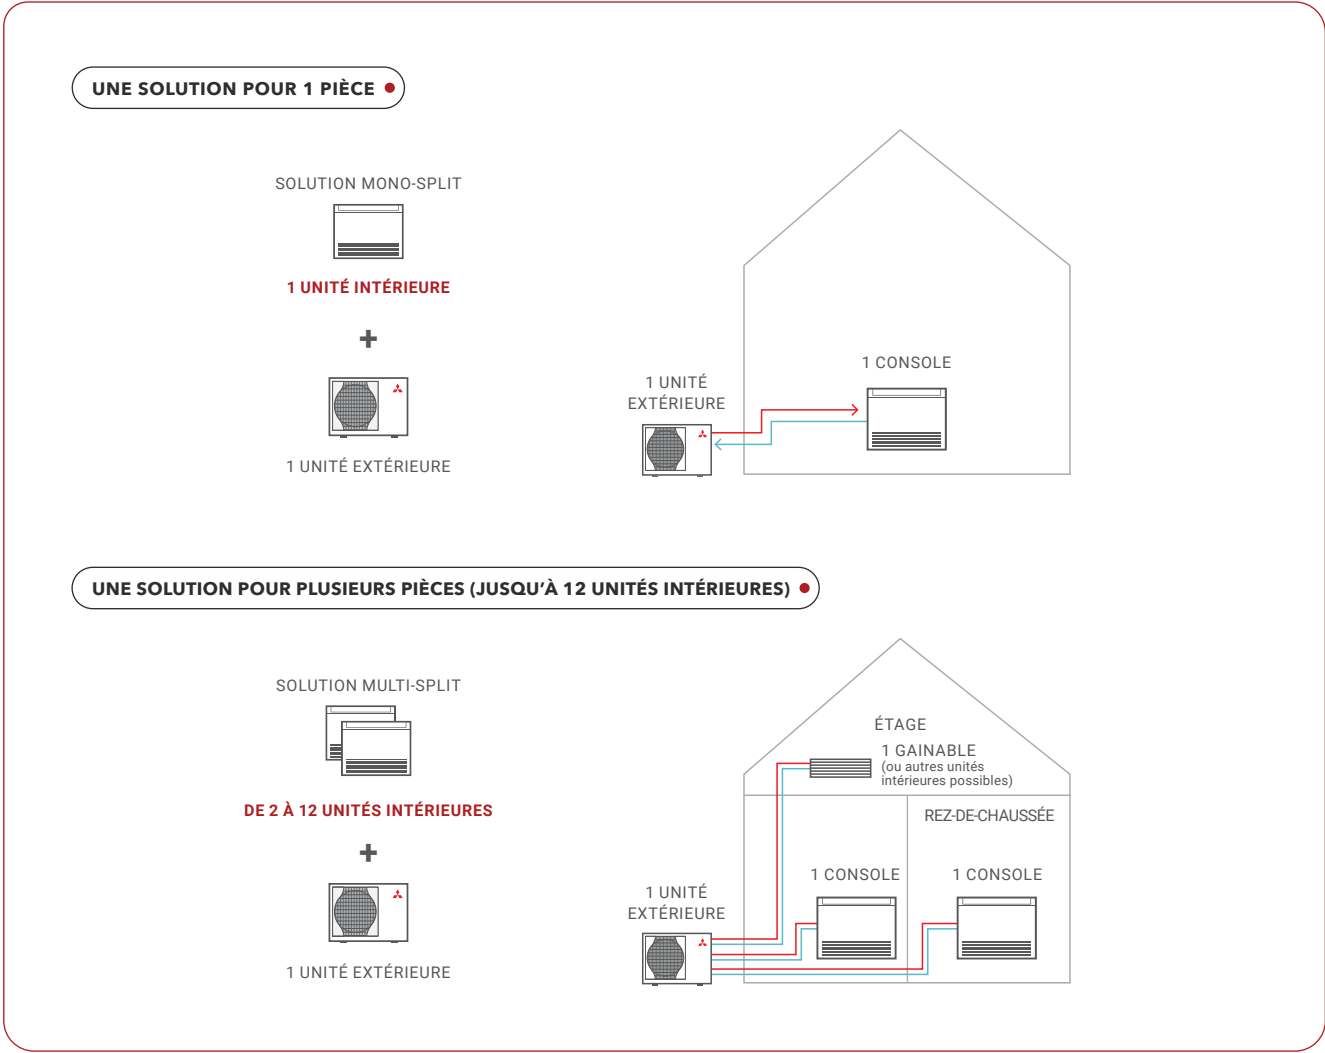 UNE SOLUTION POUR 1 PIÈCE
SOLUTION MONO-SPLIT
1 UNITÉ INTÉRIEURE
+
1 UNITÉ EXTÉRIEURE
1 UNITÉ
EXTÉRIEURE
1 CONSOLE
UNE SOLUTION POUR PLUSIEURS PIÈCES (JUSQU’À 12 UNITÉS INTÉRIEURES)
SOLUTION MULTI-SPLIT
DE 2 À 12 UNITÉS INTÉRIEURES
+
1 UNITÉ EXTÉRIEURE
ÉTAGE
1 GAINABLE
(ou autres unités
intérieures possibles)
REZ-DE-CHAUSSÉE
1 CONSOLE
1 CONSOLE
1 UNITÉ
EXTÉRIEURE